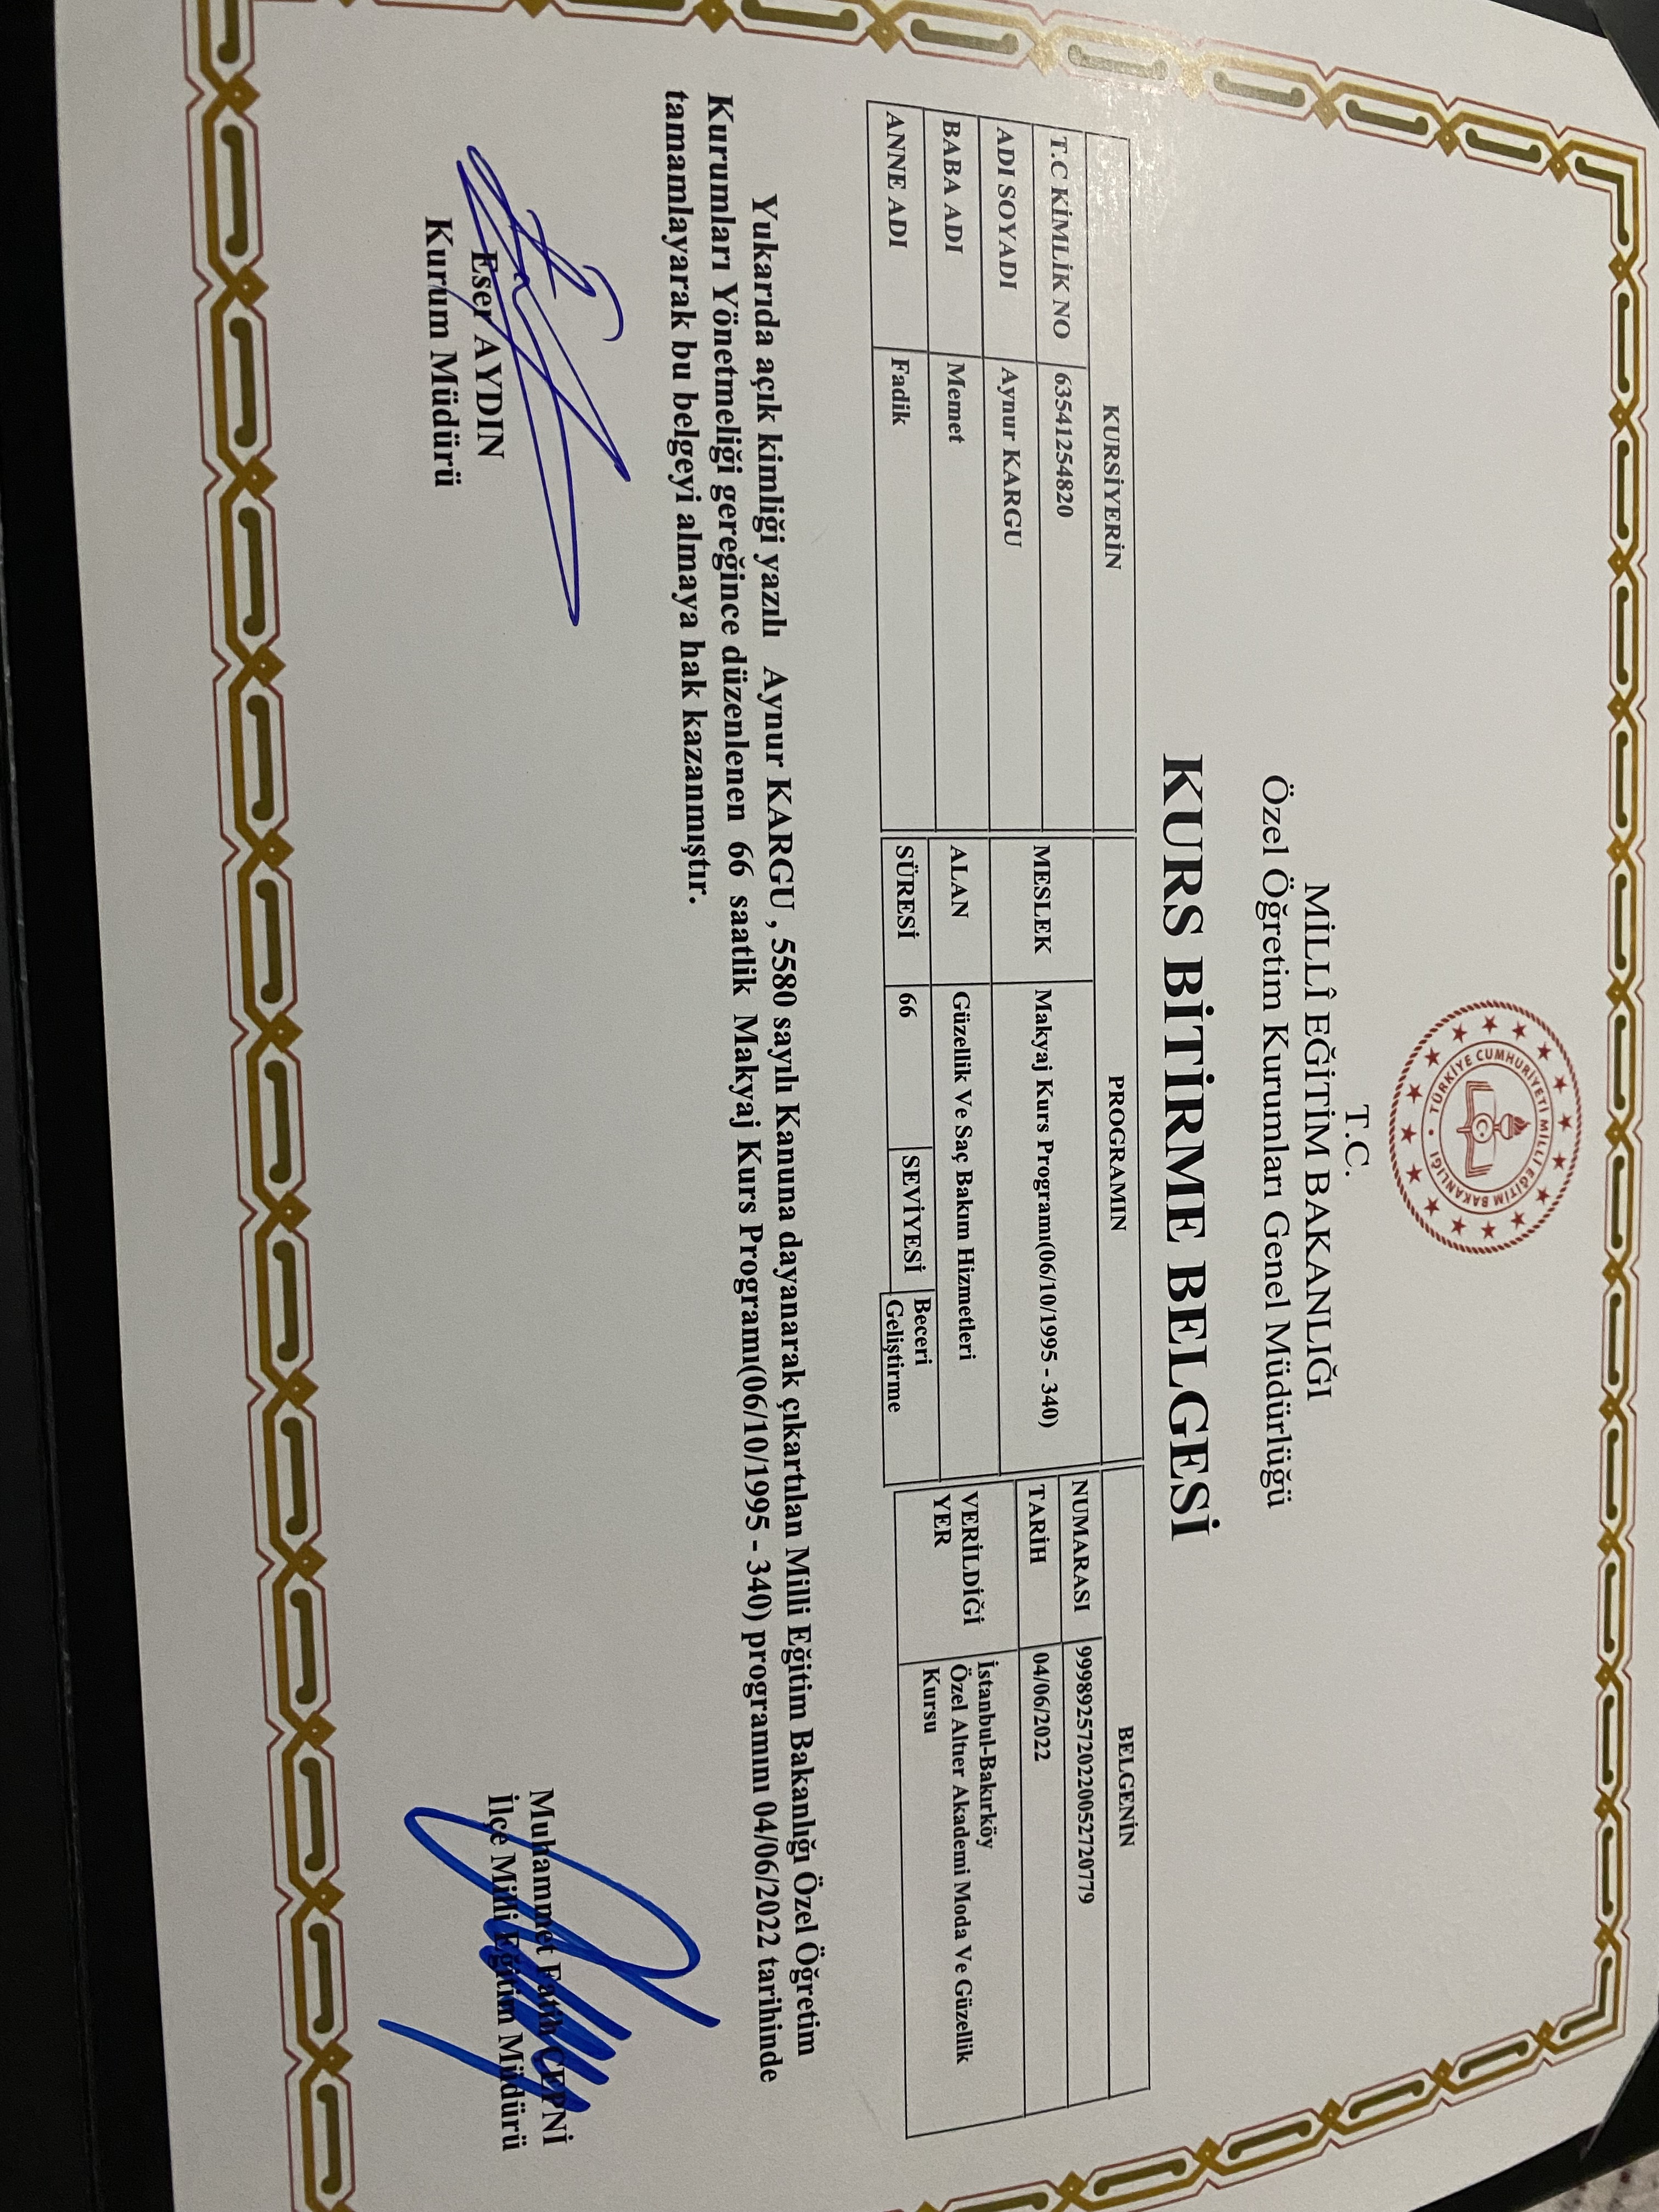 TÜRKİYE CUMHURİYETİ MİLLİ EĞİTİM BAKANLIĞI
T.C.
MİLLÎ EĞİTİM BAKANLIĞI
Özel Öğretim Kurumları Genel Müdürlüğü
KURS BİTİRME BELGESİ
KURSİYERİN
T.C KİMLİK NO 63541254820
ADI SOYADI Aynur KARGU
BABA ADI Memet
ANNE ADI Fadik
PROGRAMIN
MESLEK Makyaj Kurs Programı(06/10/1995 - 340)
ALAN Güzellik Ve Saç Bakım Hizmetleri
SÜRESİ 66 SEVİYESİ Beceri
Geliştirme
BELGENİN
NUMARASI 9998925720220052720779
TARİH 04/06/2022
VERİLDİĞİ
YER
İstanbul-Bakırköy
Özel Altıer Akademi Moda Ve Güzellik
Kursu
Yukarıda açık kimliği yazılı Aynur KARGU , 5580 sayılı Kanuna dayanarak çıkartılan Milli Eğitim Bakanlığı Özel Öğretim
Kurumları Yönetmeliği gereğince düzenlenen 66 saatlik Makyaj Kurs Programı(06/10/1995 - 340) programını 04/06/2022 tarihinde
tamamlayarak bu belgeyi almaya hak kazanmıştır.
Eser AYDIN
Kurum Müdürü
Muhammet Fatih ÇEPNİ
İlçe Milli Eğitim Müdürü